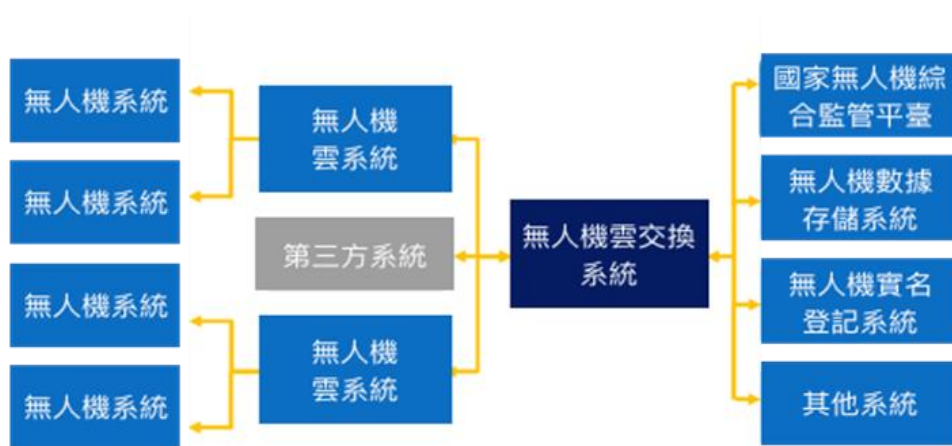 無人機系統
無人機系統
無人機系統
無人機系統
無人機
雲系統
第三方系統
無人機
雲系統
無人機雲交換
系統
國家無人機綜
合監管平臺
無人機數據
存儲系統
無人機實名
登記系統
其他系統